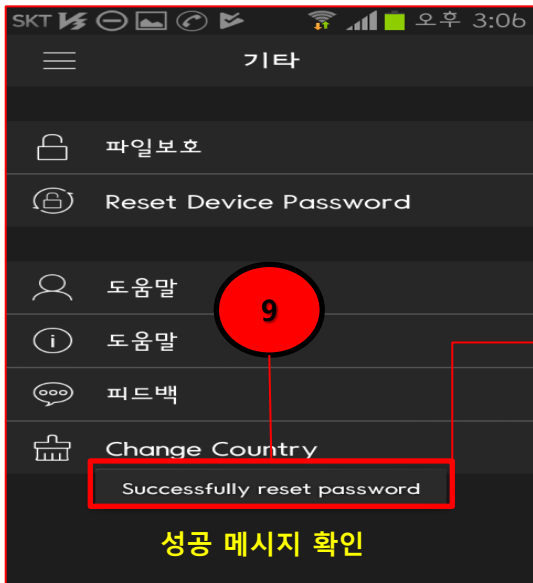 SKT 오후 3:06
기타
파일보호
Reset Device Password
도움말
9
도움말
피드백
Change Country
Successfully reset password
성공 메시지 확인